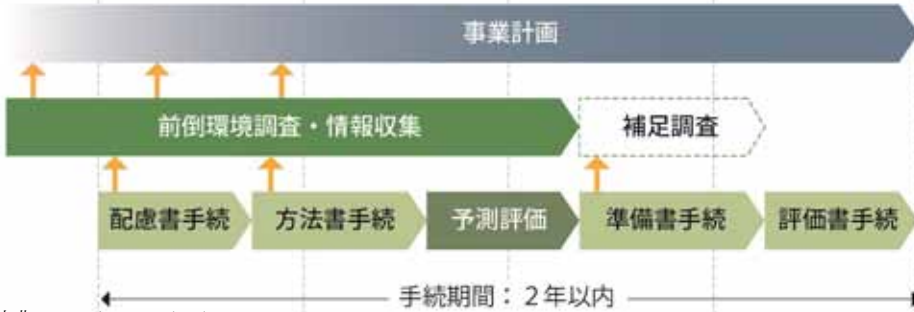 事業計画
前倒環境調査・情報収集
補足調査
配慮書手続
方法書手続
予測評価
準備書手続
評価書手続
手続期間：２年以内